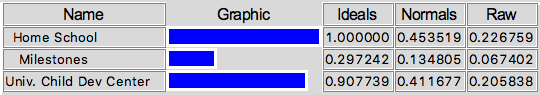 Name Graphic Ideals Normals Raw
Home School 1.000000 0.453519 0.226759
Milestones 0.297242 0.134805 0.067402
Univ. Child Dev Center 0.907739 0.411677 0.205838